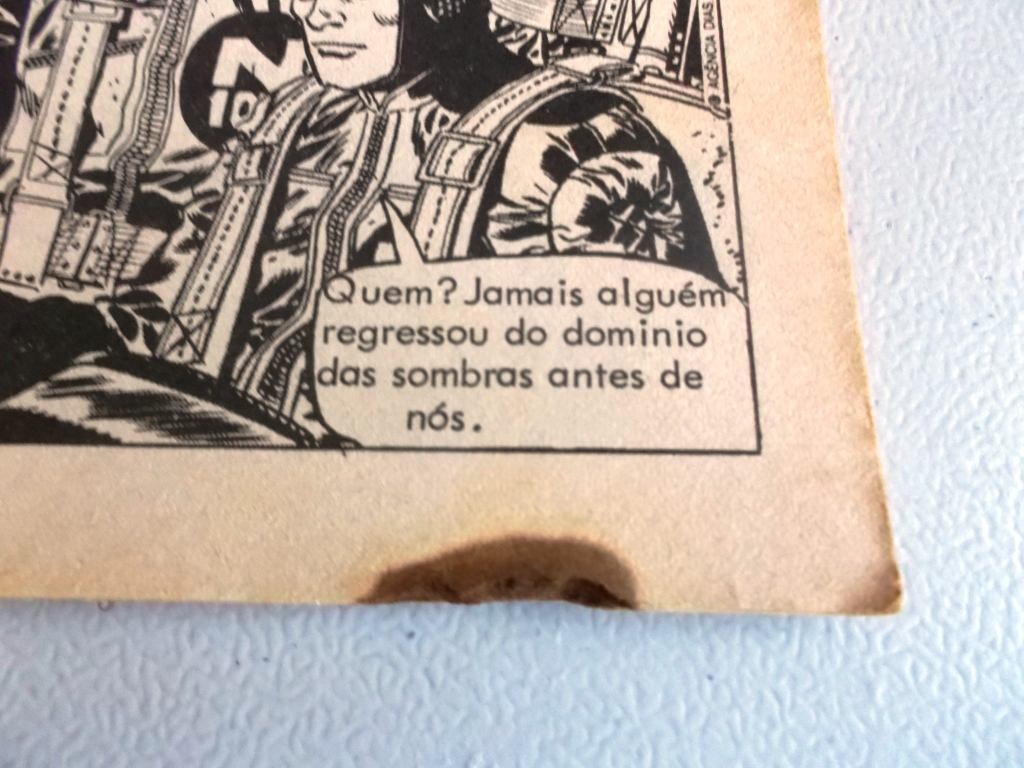 AGÊNCIA DIAS
Quem? Jamais alguém
regressou do dominio
das sombras antes de
nós.